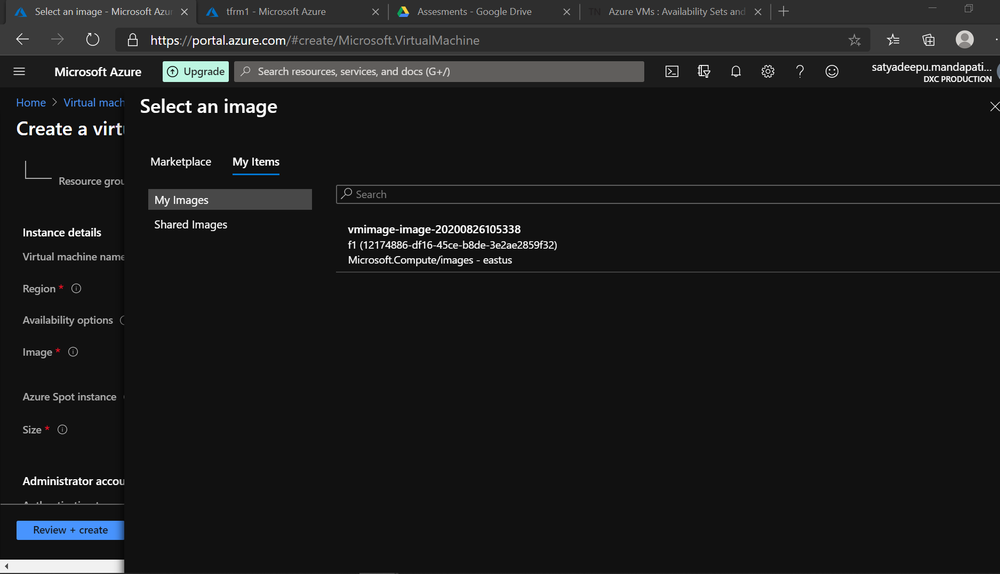 Select an image - Microsoft Azur
tfrm1 - Microsoft Azure
Assesments - Google Drive
TN Azure VMs : Availability Sets and
https://portal.azure.com/#create/Microsoft.VirtualMachine
Microsoft Azure
Upgrade
Search resources, services, and docs (G+/)
satyadeepu.mandapati...
DXC PRODUCTION
Home > Virtual mach
Create a virtu
Resource grou
Instance details
Virtual machine name
Region *
Availability options
Image *
Azure Spot instance
Size *
Administrator accou
Review + create
Select an image
Marketplace
My Items
My Images
Shared Images
Search
vmimage-image-20200826105338
f1 (12174886-df16-45ce-b8de-3e2ae2859f32)
Microsoft.Compute/images - eastus